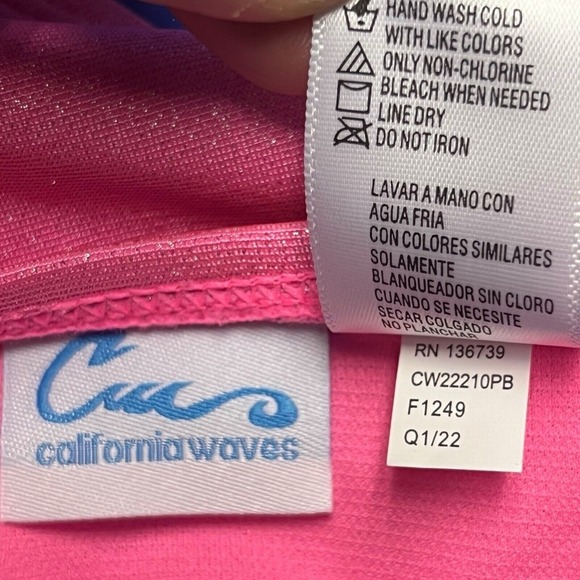 HAND WASH COLD
WITH LIKE COLORS
ONLY NON-CHLORINE
BLEACH WHEN NEEDED
LINE DRY
DO NOT IRON
LAVAR A MANO CON
AGUA FRIA
CON COLORES SIMILARES
SOLAMENTE
BLANQUEADOR SIN CLORO
CUANDO SE NECESITE
SECAR COLGADO
NO PLANCHAR
RN 136739
CW22210PB
F1249
Q1/22
california waves